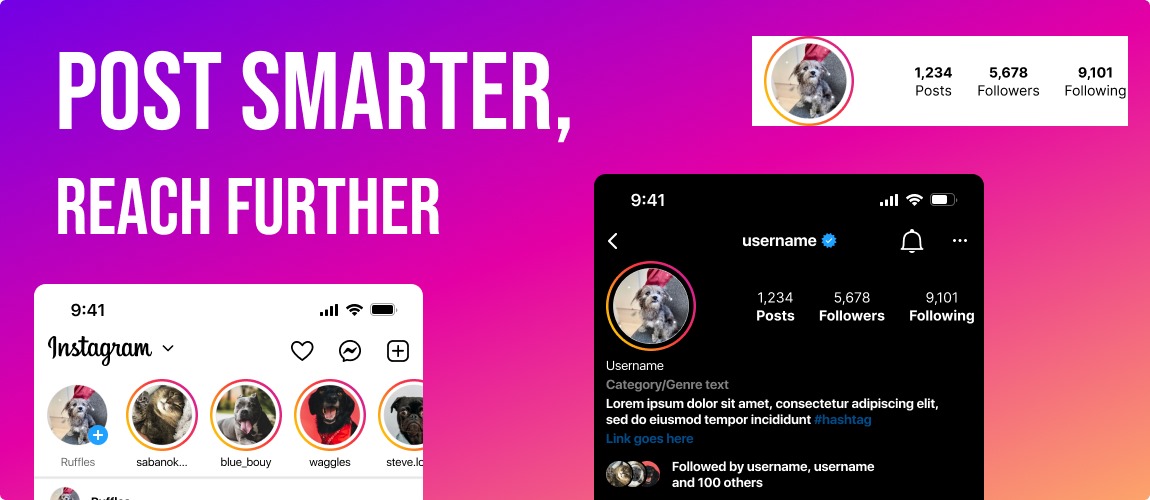 POST SMARTER,
REACH FURTHER
1,234 5,678 9,101
Posts Followers Following
9:41
Instagram
Ruffles sabanok... blue_bouy waggles steve.lo
Ruffles
9:41
username
1,234 5,678 9,101
Posts Followers Following
Username
Category/Genre text
Lorem ipsum dolor sit amet, consectetur adipiscing elit,
sed do eiusmod tempor incididunt #hashtag
Link goes here
Followed by username, username
and 100 others